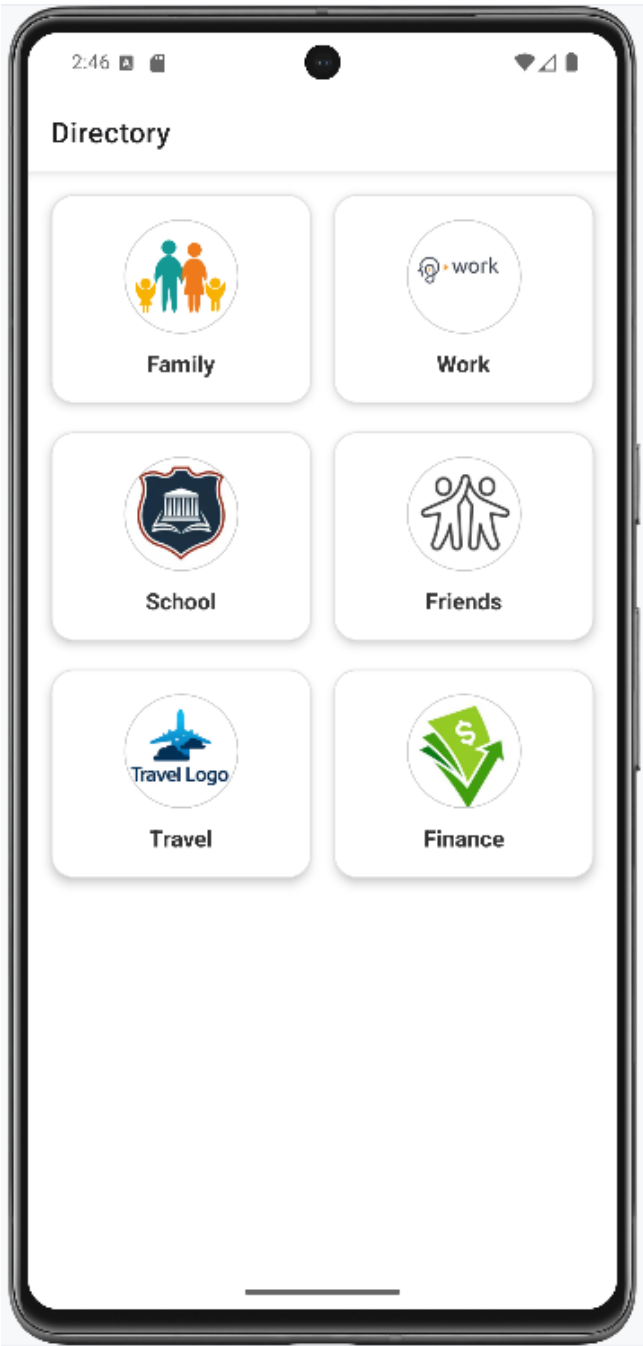 2:46 A
Directory
work
Family
Work
School
Friends
Travel Logo
$
Travel
Finance